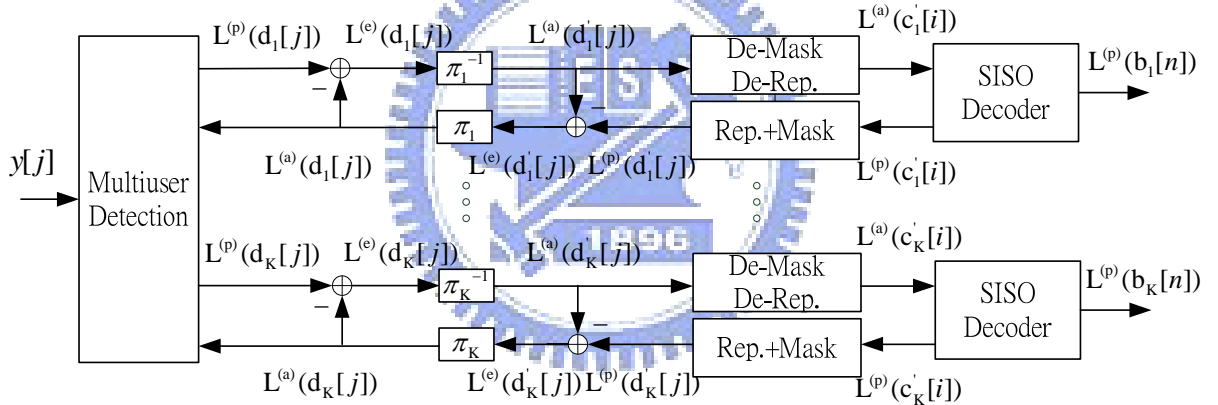 L^(p)(d_1[j]) L^(e)(d_1[j]) L^(a)(d'_1[j]) L^(a)(c'_1[i])
π_1^−1 De-Mask De-Rep. SISO Decoder L^(p)(b_1[n])
− −
π_1 Rep.+Mask
L^(a)(d_1[j]) L^(e)(d'_1[j]) L^(p)(d'_1[j]) L^(p)(c'_1[i])
y[j] Multiuser Detection
1896
L^(p)(d_K[j]) L^(e)(d_K[j]) L^(a)(d'_K[j]) L^(a)(c'_K[i])
π_K^−1 De-Mask De-Rep. SISO Decoder L^(p)(b_K[n])
− −
π_K Rep.+Mask
L^(a)(d_K[j]) L^(e)(d'_K[j]) L^(p)(d'_K[j]) L^(p)(c'_K[i])